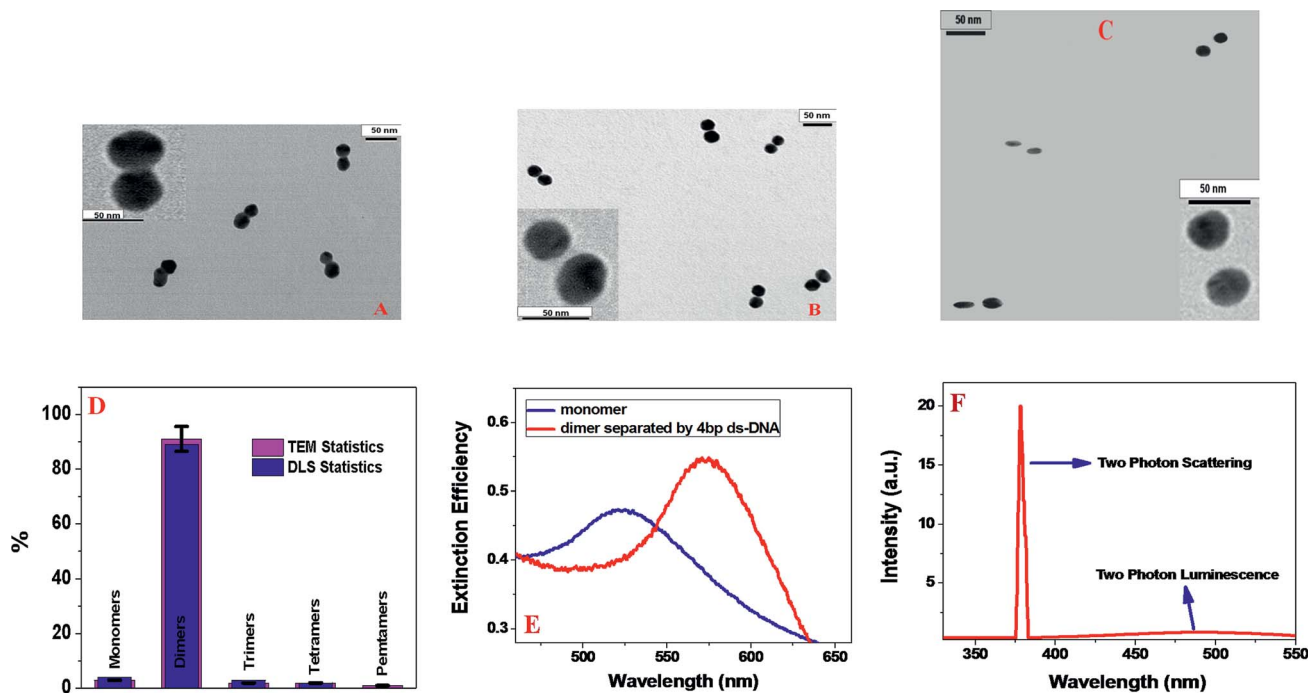 50 nm
50 nm
A
50 nm
50 nm
B
50 nm
C
50 nm
D
100
80
60
40
20
0
%
TEM Statistics
DLS Statistics
Monomers
Dimers
Trimers
Tetramers
Pemtamers
0.6
0.5
0.4
0.3
Extinction Efficiency
monomer
dimer separated by 4bp ds-DNA
E
500
550
600
650
Wavelength (nm)
F
20
15
10
5
Intensity (a.u.)
Two Photon Scattering
Two Photon Luminescence
350
400
450
500
550
Wavelength (nm)